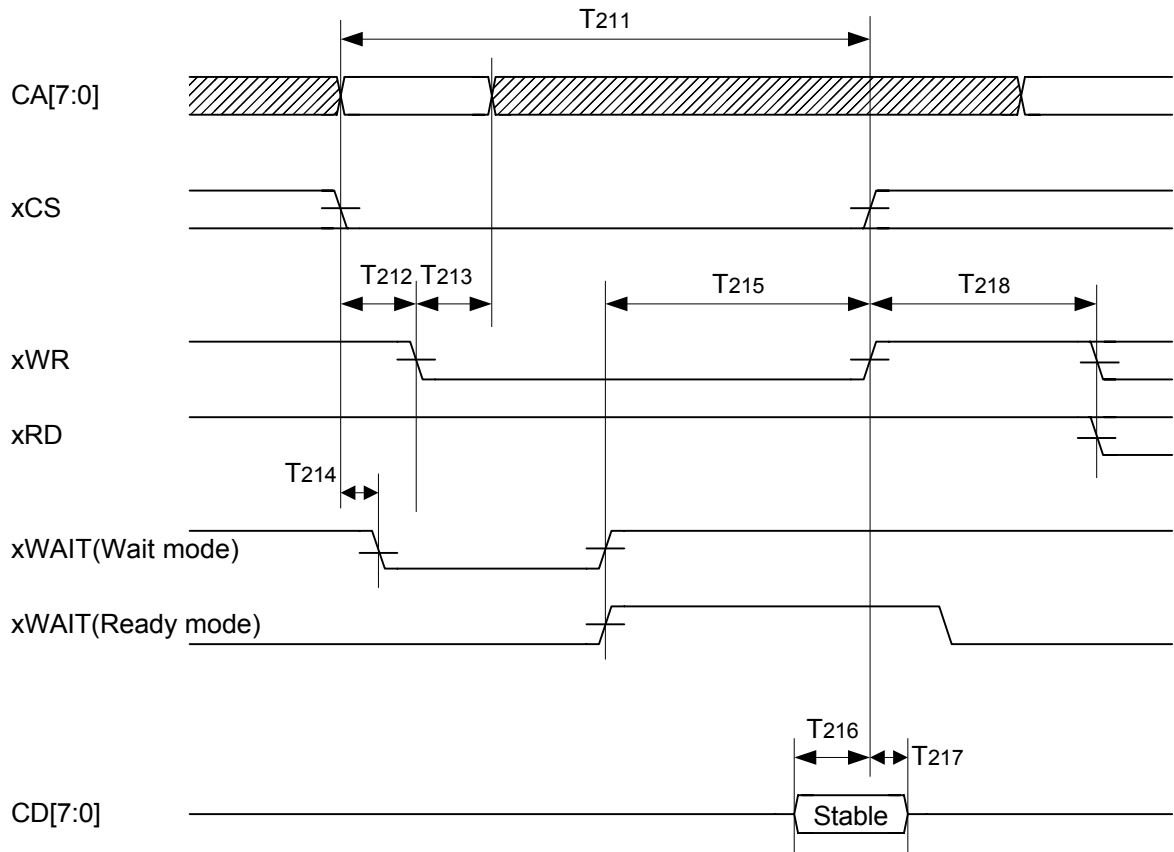 T211
CA[7:0]
xCS
T212 T213 T215 T218
xWR
xRD
T214
xWAIT(Wait mode)
xWAIT(Ready mode)
T216
T217
CD[7:0] Stable